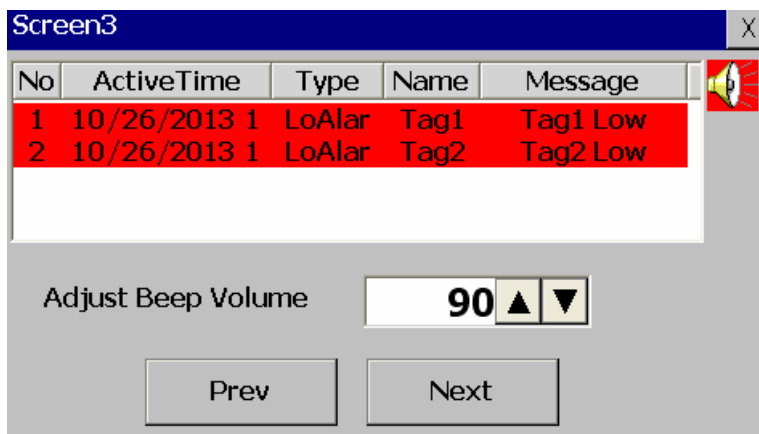 Screen3 X
No ActiveTime Type Name Message
1 10/26/2013 1 LoAlar Tag1 Tag1 Low
2 10/26/2013 1 LoAlar Tag2 Tag2 Low
Adjust Beep Volume 90
Prev Next